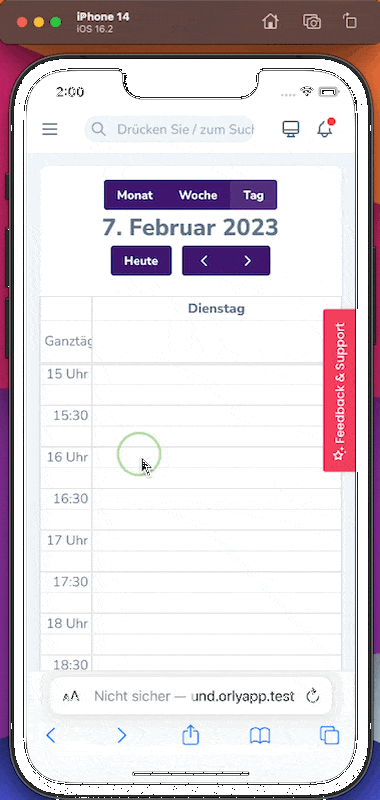 iPhone 14
iOS 16.2
2:00
Drücken Sie / zum Such
Monat Woche Tag
7. Februar 2023
Heute
Dienstag
Ganztäg
Feedback & Support
15 Uhr
15:30
16 Uhr
16:30
17 Uhr
17:30
18 Uhr
18:30
AA Nicht sicher — und.orlyapp.test